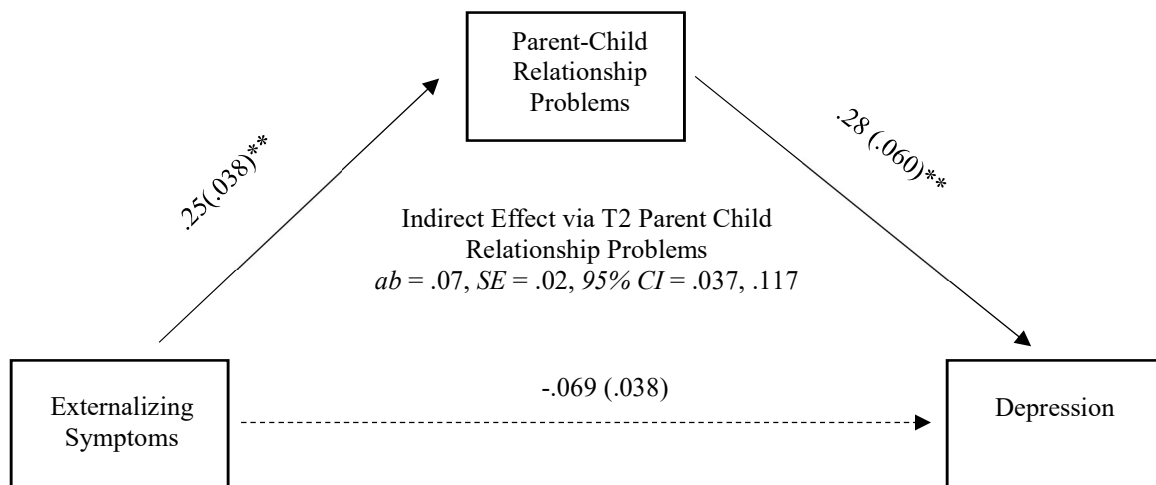 Parent-Child
Relationship
Problems
.25(.038)**
.28 (.060)**
Indirect Effect via T2 Parent Child
Relationship Problems
ab = .07, SE = .02, 95% CI = .037, .117
-.069 (.038)
Externalizing
Symptoms
Depression